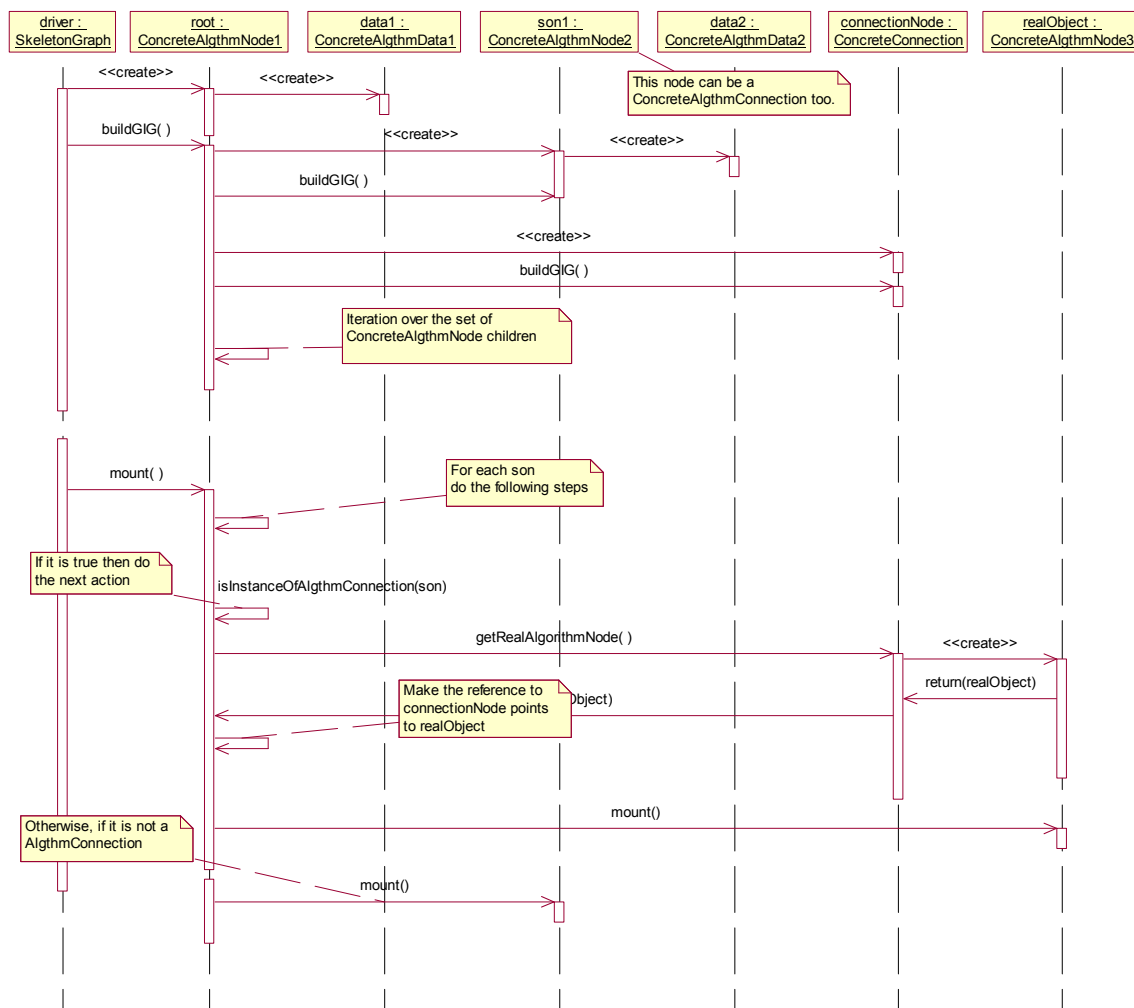 driver :
SkeletonGraph
root :
ConcreteAlgthmNode1
data1 :
ConcreteAlgthmData1
son1 :
ConcreteAlgthmNode2
data2 :
ConcreteAlgthmData2
connectionNode :
ConcreteConnection
realObject :
ConcreteAlgthmNode3
<<create>>
<<create>>
This node can be a
ConcreteAlgthmConnection too.
buildGIG( )
<<create>>
<<create>>
buildGIG( )
<<create>>
buildGIG( )
Iteration over the set of
ConcreteAlgthmNode children
mount( )
For each son
do the following steps
If it is true then do
the next action
isInstanceOfAlgthmConnection(son)
getRealAlgorithmNode( )
<<create>>
return(realObject)
Make the reference to
connectionNode points
to realObject
bject)
mount()
Otherwise, if it is not a
AlgthmConnection
mount()